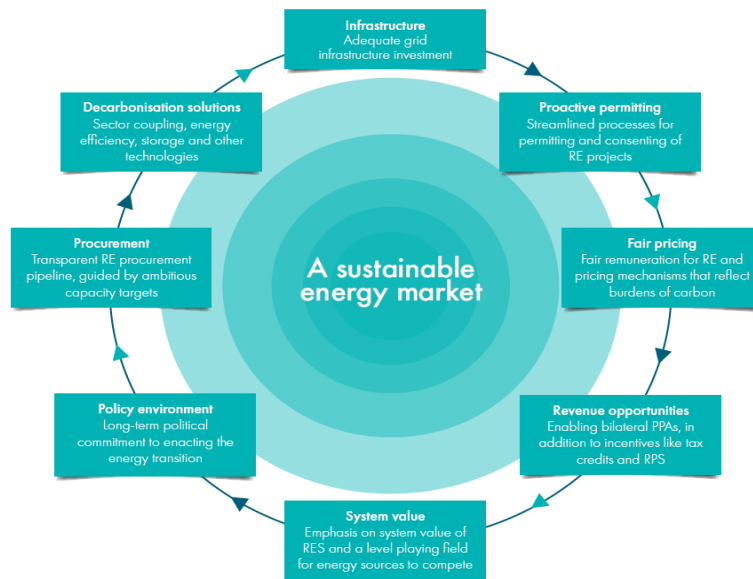 Infrastructure
Adequate grid
infrastructure investment
Proactive permitting
Streamlined processes for
permitting and consenting of
RE projects
Fair pricing
Fair remuneration for RE and
pricing mechanisms that reflect
burdens of carbon
Revenue opportunities
Enabling bilateral PPAs, in
addition to incentives like tax
credits and RPS
System value
Emphasis on system value of
RES and a level playing field
for energy sources to compete
Policy environment
Long-term political
commitment to enacting the
energy transition
Procurement
Transparent RE procurement
pipeline, guided by ambitious
capacity targets
Decarbonisation solutions
Sector coupling, energy
efficiency, storage and other
technologies
A sustainable
energy market